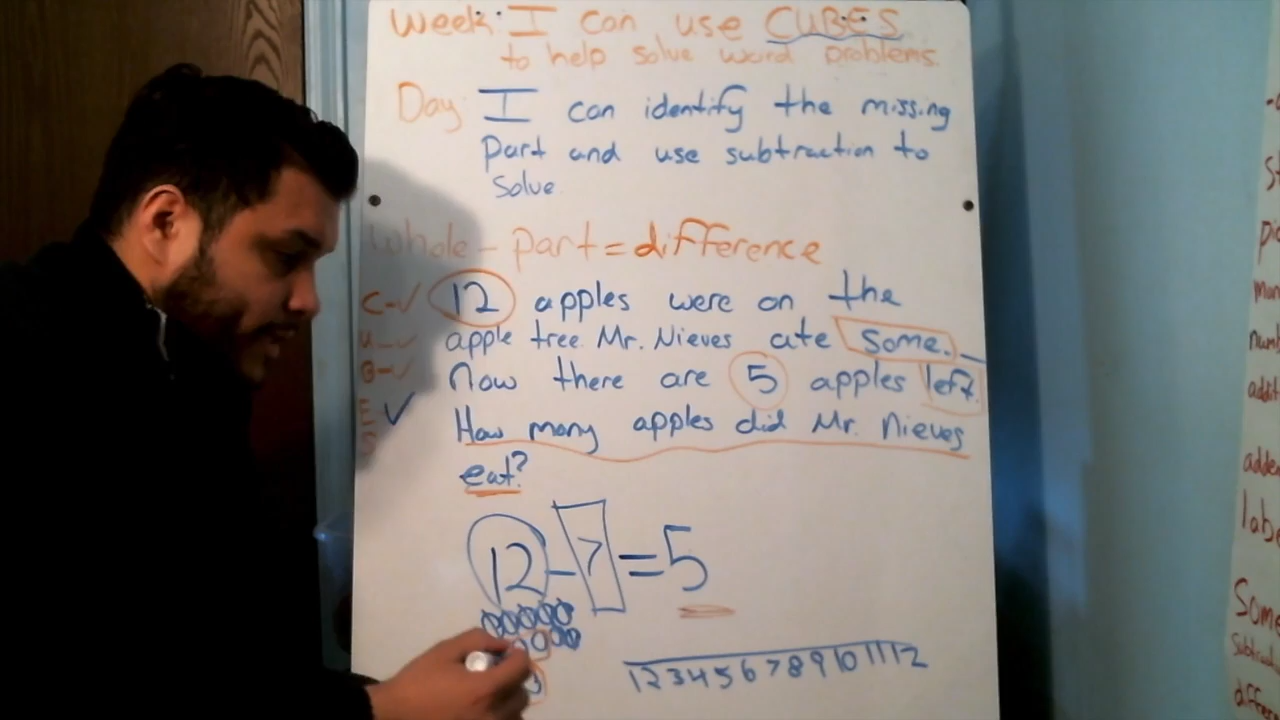 Week: I can use CUBES
to help solve word problems.
Day: I can identify the missing
part and use subtraction to
solve.
Whole - part = difference
C-✓ 12 apples were on the
U-✓ apple tree. Mr. Nieves ate some.
B-✓ Now there are 5 apples left.
E ✓ How many apples did Mr. Nieves
S
eat?
12 - 7 = 5
1 2 3 4 5 6 7 8 9 10 11 12